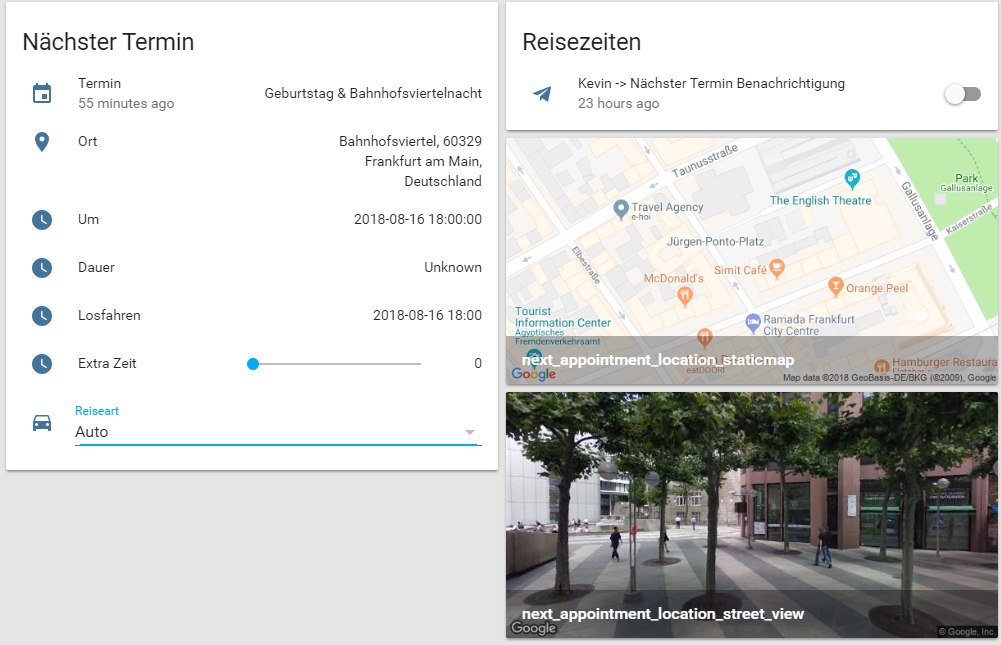 Nächster Termin
Termin
55 minutes ago
Geburtstag & Bahnhofsviertelnacht
Ort
Bahnhofsviertel, 60329
Frankfurt am Main,
Deutschland
Um
2018-08-16 18:00:00
Dauer
Unknown
Losfahren
2018-08-16 18:00
Extra Zeit
0
Reiseart
Auto
Reisezeiten
Kevin -> Nächster Termin Benachrichtigung
23 hours ago
Taunusstraße
Park
Gallusanlage
The English Theatre
Gallusanlage
Kaiserstraße
Travel Agency
e-hoi
Jürgen-Ponto-Platz
Elbestraße
McDonald's
Simit Café
Orange Peel
Tourist
Information Center
Ägyptisches
Fremdenverkehrsamt
Ramada Frankfurt
City Centre
eatDOORI
Hamburger Restaura
next_appointment_location_staticmap
Google
Map data ©2018 GeoBasis-DE/BKG (©2009), Google
next_appointment_location_street_view
Google
© Google, Inc.